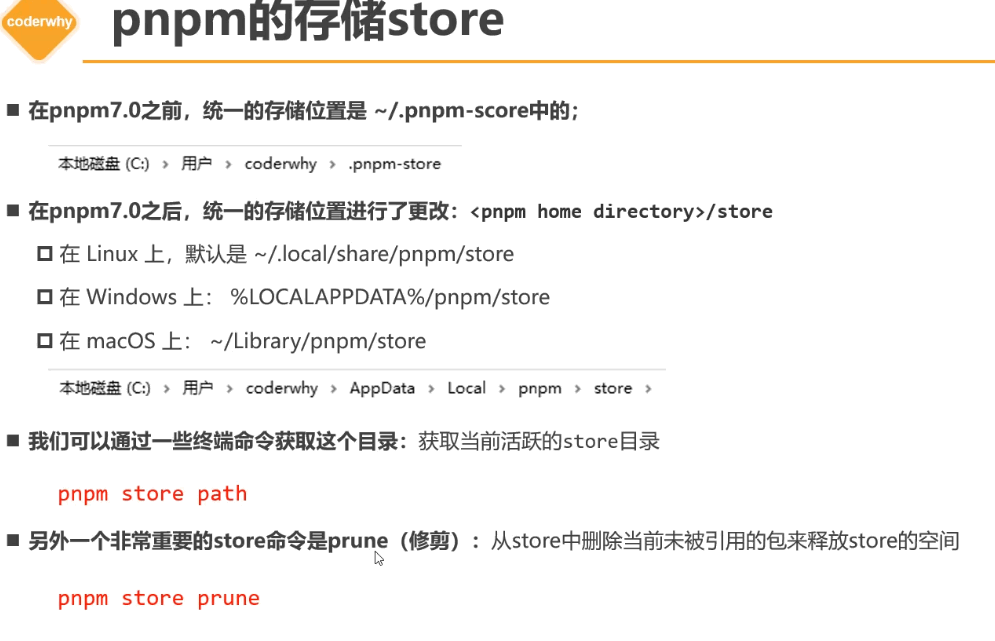 coderwhy
pnpm的存储store
在pnpm7.0之前，统一的存储位置是 ~/.pnpm-score中的；
本地磁盘 (C:) › 用户 › coderwhy › .pnpm-store
在pnpm7.0之后，统一的存储位置进行了更改：<pnpm home directory>/store
在 Linux 上，默认是 ~/.local/share/pnpm/store
在 Windows 上： %LOCALAPPDATA%/pnpm/store
在 macOS 上： ~/Library/pnpm/store
本地磁盘 (C:) › 用户 › coderwhy › AppData › Local › pnpm › store ›
我们可以通过一些终端命令获取这个目录：获取当前活跃的store目录
pnpm store path
另外一个非常重要的store命令是prune（修剪）：从store中删除当前未被引用的包来释放store的空间
pnpm store prune